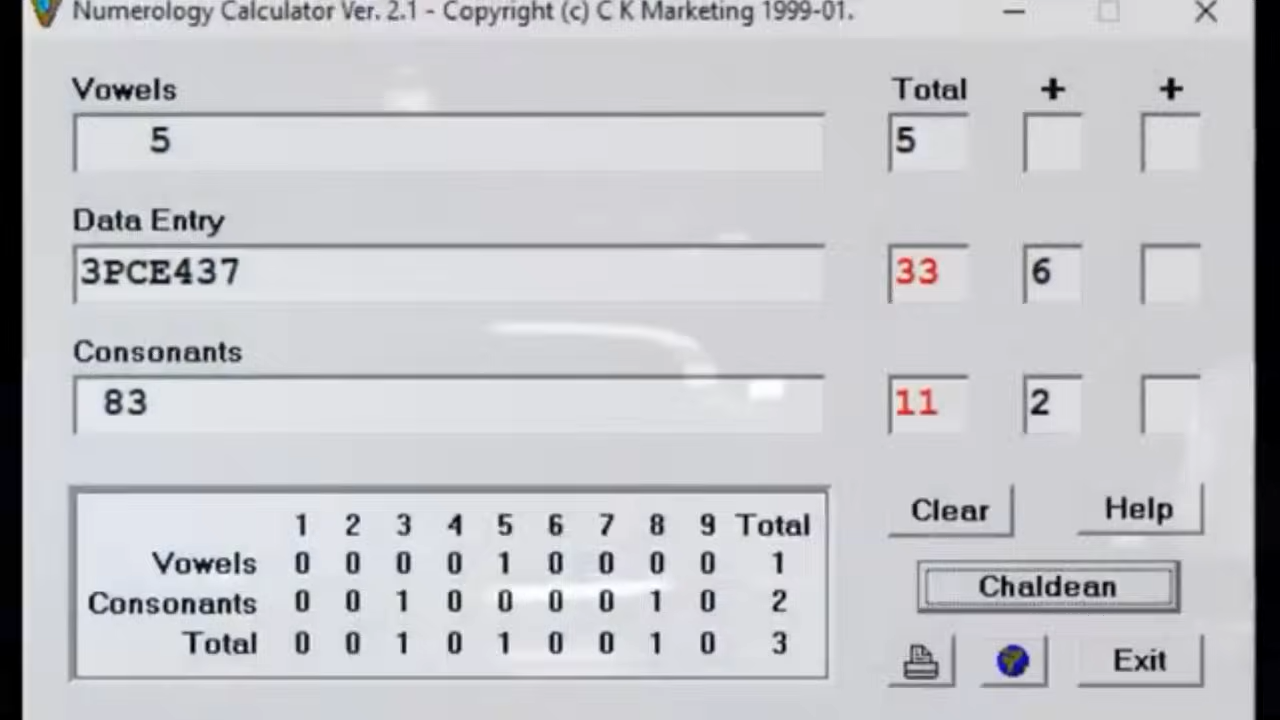 Numerology Calculator Ver. 2.1 - Copyright (c) C K Marketing 1999-01.
Vowels Total + +
5 5
Data Entry
3PCE437 33 6
Consonants
83 11 2
1 2 3 4 5 6 7 8 9 Total
Vowels 0 0 0 0 1 0 0 0 0 1
Consonants 0 0 1 0 0 0 0 1 0 2
Total 0 0 1 0 1 0 0 1 0 3
Clear Help
Chaldean
Exit